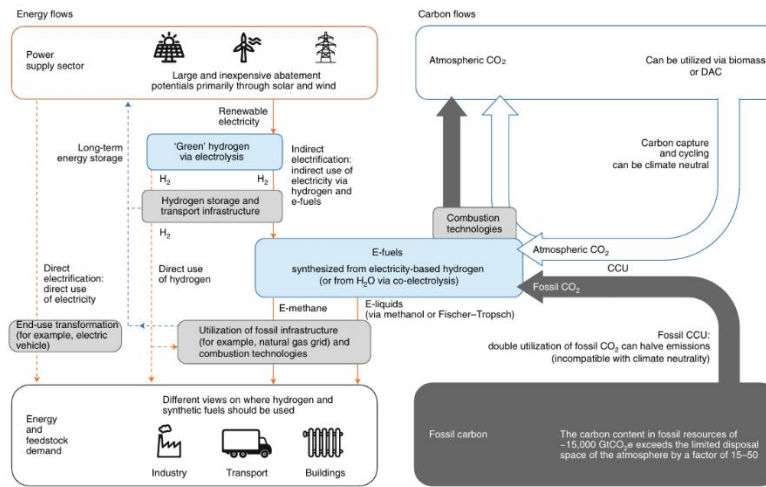 Energy flows
Power
supply sector
Large and inexpensive abatement
potentials primarily through solar and wind
Renewable
electricity
Long-term
energy storage
'Green' hydrogen
via electrolysis
Indirect
electrification:
indirect use of
electricity via
hydrogen and
e-fuels
H₂
H₂
Hydrogen storage and
transport infrastructure
H₂
E-fuels
synthesized from electricity-based hydrogen
(or from H₂O via co-electrolysis)
Direct
electrification:
direct use
of electricity
Direct use
of hydrogen
E-methane
E-liquids
(via methanol or Fischer–Tropsch)
End-use transformation
(for example, electric
vehicle)
Utilization of fossil infrastructure
(for example, natural gas grid) and
combustion technologies
Energy
and
feedstock
demand
Different views on where hydrogen and
synthetic fuels should be used
Industry
Transport
Buildings
Carbon flows
Atmospheric CO₂
Can be utilized via biomass
or DAC
Carbon capture
and cycling
can be climate neutral
Combustion
technologies
Atmospheric CO₂
CCU
Fossil CO₂
Fossil CCU:
double utilization of fossil CO₂ can halve emissions
(incompatible with climate neutrality)
Fossil carbon
The carbon content in fossil resources of
~15,000 GtCO₂e exceeds the limited disposal
space of the atmosphere by a factor of 15–50